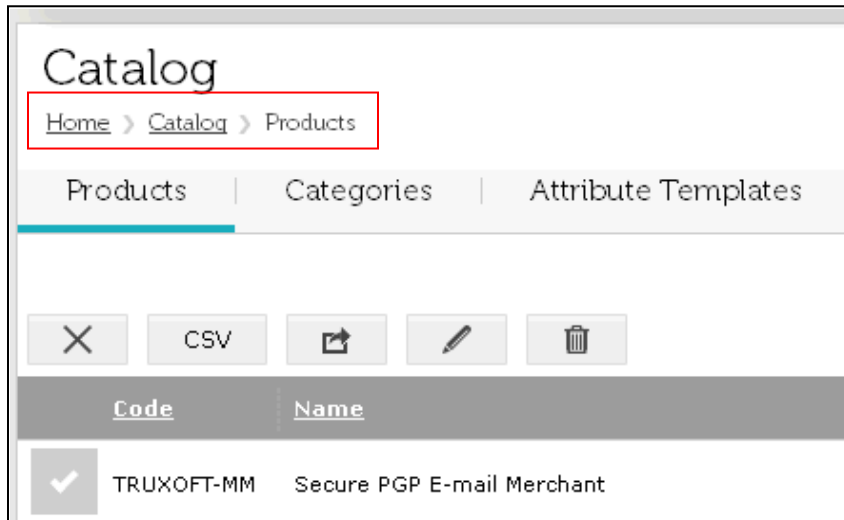 Catalog
Home > Catalog > Products
Products | Categories | Attribute Templates
CSV
Code Name
TRUXOFT-MM Secure PGP E-mail Merchant